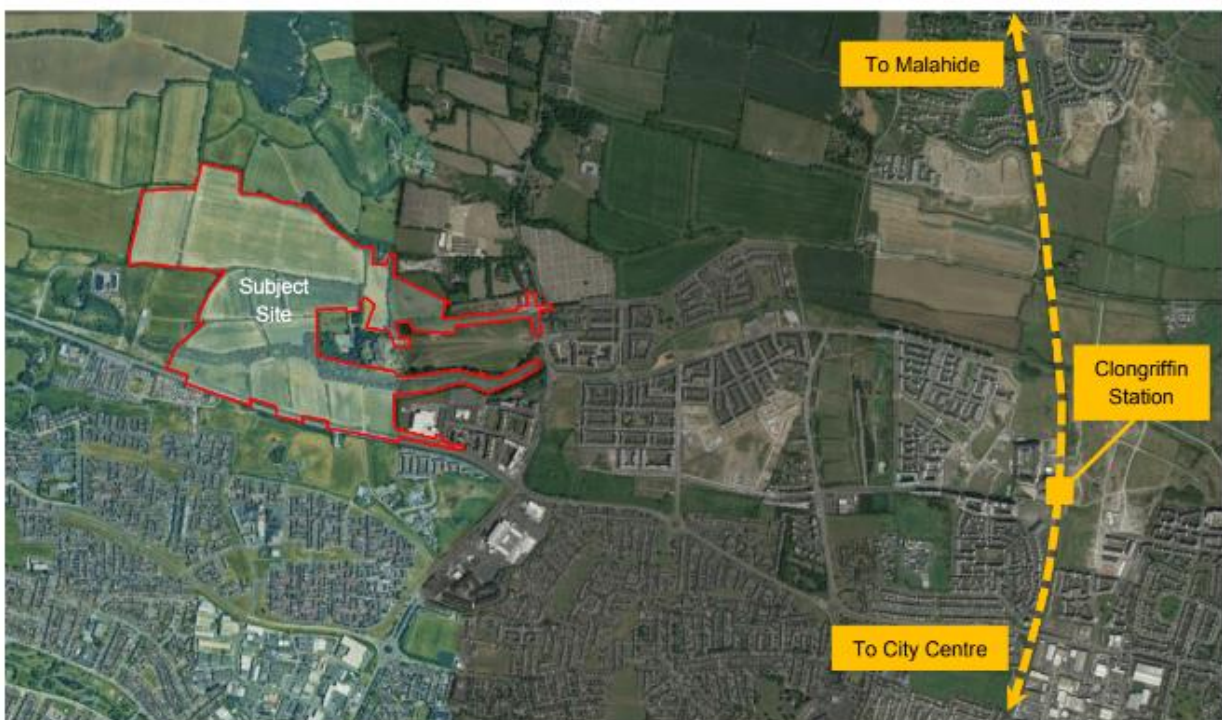 To Malahide
Subject
Site
Clongriffin
Station
To City Centre